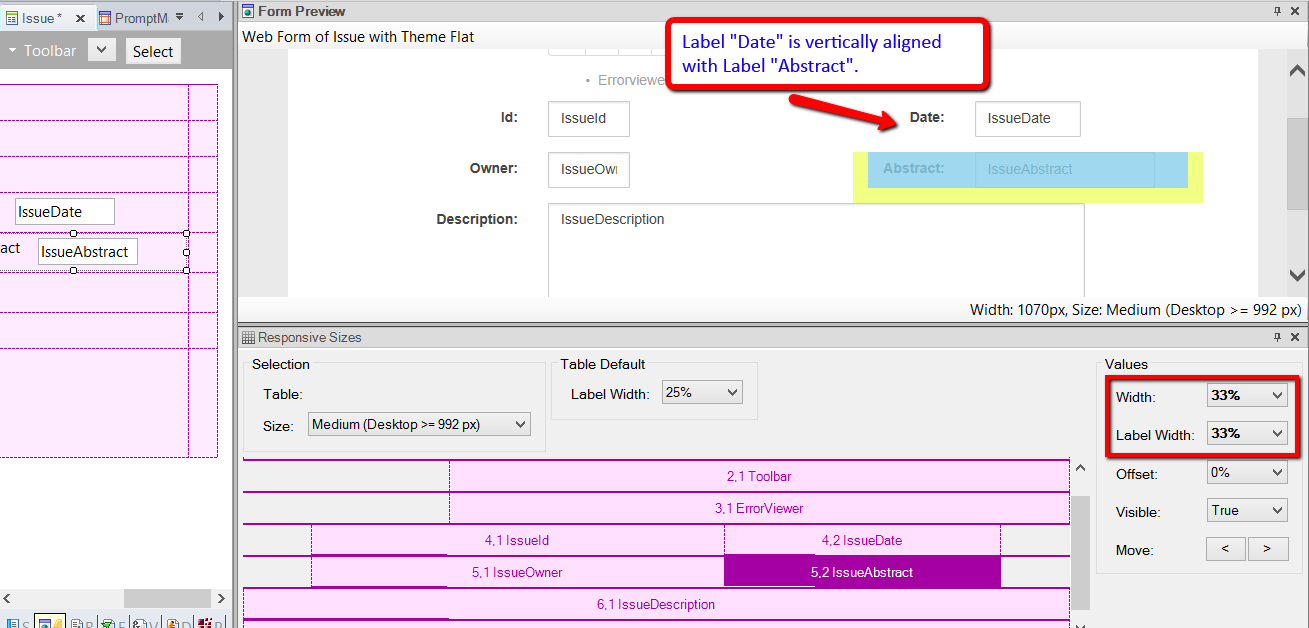 Issue *
PromptM
Toolbar
Select
IssueDate
act
IssueAbstract
Form Preview
Web Form of Issue with Theme Flat
Label "Date" is vertically aligned
with Label "Abstract".
• Errorviewe
Id:
IssueId
Date:
IssueDate
Owner:
IssueOwi
Abstract:
IssueAbstract
Description:
IssueDescription
Width: 1070px, Size: Medium (Desktop >= 992 px)
Responsive Sizes
Selection
Table:
Size:
Medium (Desktop >= 992 px)
Table Default
Label Width:
25%
2,1 Toolbar
3,1 ErrorViewer
4,1 IssueId
4,2 IssueDate
5,1 IssueOwner
5,2 IssueAbstract
6,1 IssueDescription
Values
Width:
33%
Label Width:
33%
Offset:
0%
Visible:
True
Move:
<
>